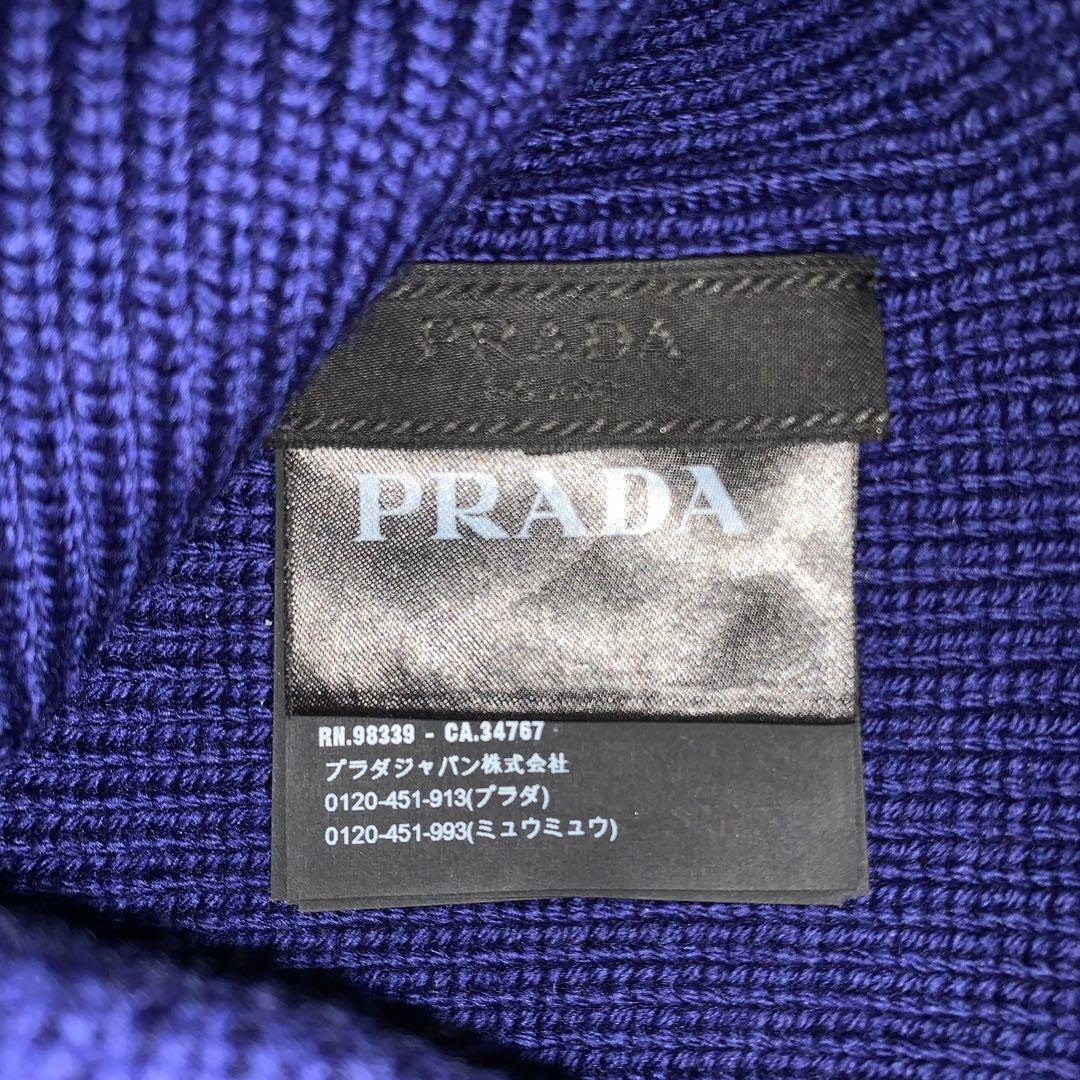 PRADA
PRADA
RN.98339 - CA.34767
プラダジャパン株式会社
0120-451-913(プラダ)
0120-451-993(ミュウミュウ)